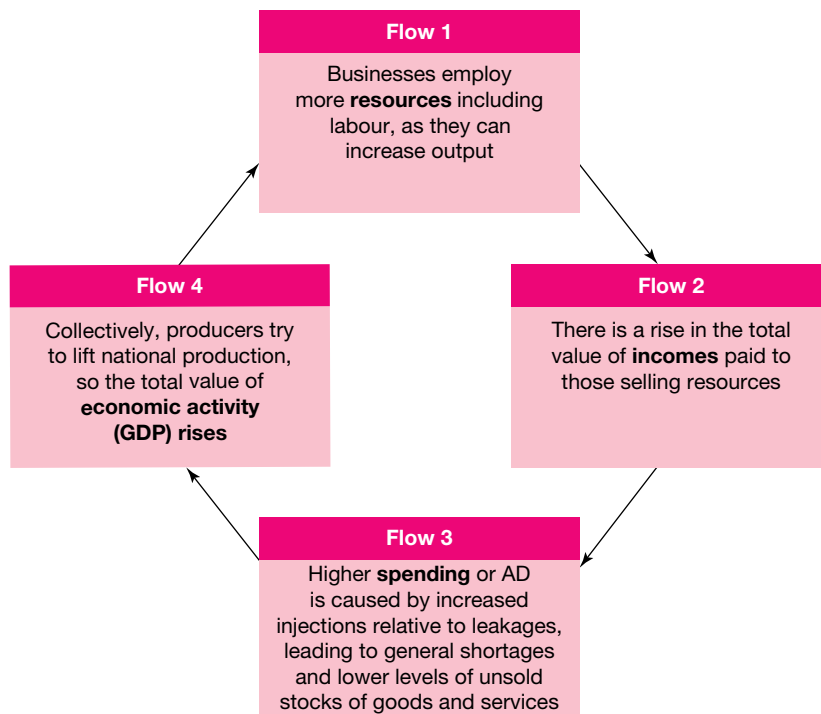 Flow 1
Businesses employ
more resources including
labour, as they can
increase output
Flow 2
There is a rise in the total
value of incomes paid to
those selling resources
Flow 3
Higher spending or AD
is caused by increased
injections relative to leakages,
leading to general shortages
and lower levels of unsold
stocks of goods and services
Flow 4
Collectively, producers try
to lift national production,
so the total value of
economic activity
(GDP) rises